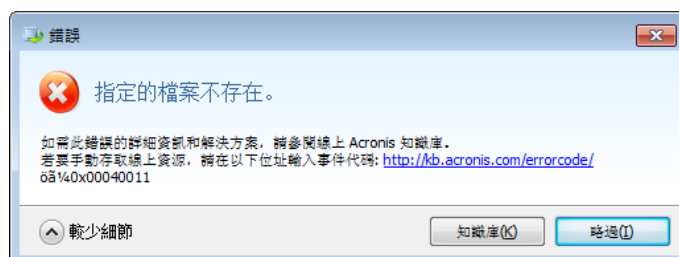 錯誤
指定的檔案不存在。
如需此錯誤的詳細資訊和解決方案，請參閱線上 Acronis 知識庫。
若要手動存取線上資源，請在以下位址輸入事件代碼: http://kb.acronis.com/errorcode/
öã¼0x00040011
較少細節
知識庫(K)
略過(I)